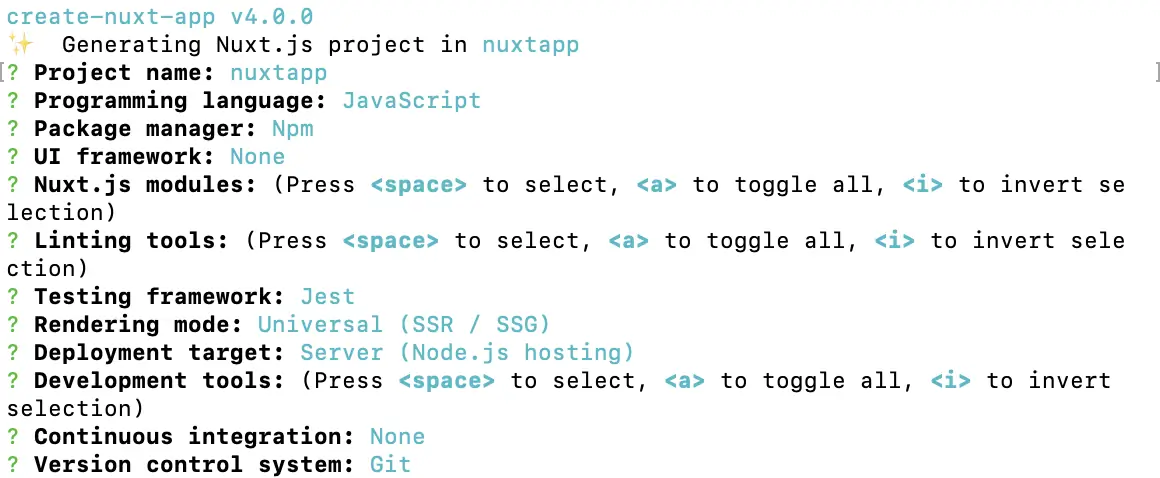 create-nuxt-app v4.0.0
✨ Generating Nuxt.js project in nuxtapp
[? Project name: nuxtapp ]
? Programming language: JavaScript
? Package manager: Npm
? UI framework: None
? Nuxt.js modules: (Press <space> to select, <a> to toggle all, <i> to invert se
lection)
? Linting tools: (Press <space> to select, <a> to toggle all, <i> to invert sele
ction)
? Testing framework: Jest
? Rendering mode: Universal (SSR / SSG)
? Deployment target: Server (Node.js hosting)
? Development tools: (Press <space> to select, <a> to toggle all, <i> to invert
selection)
? Continuous integration: None
? Version control system: Git